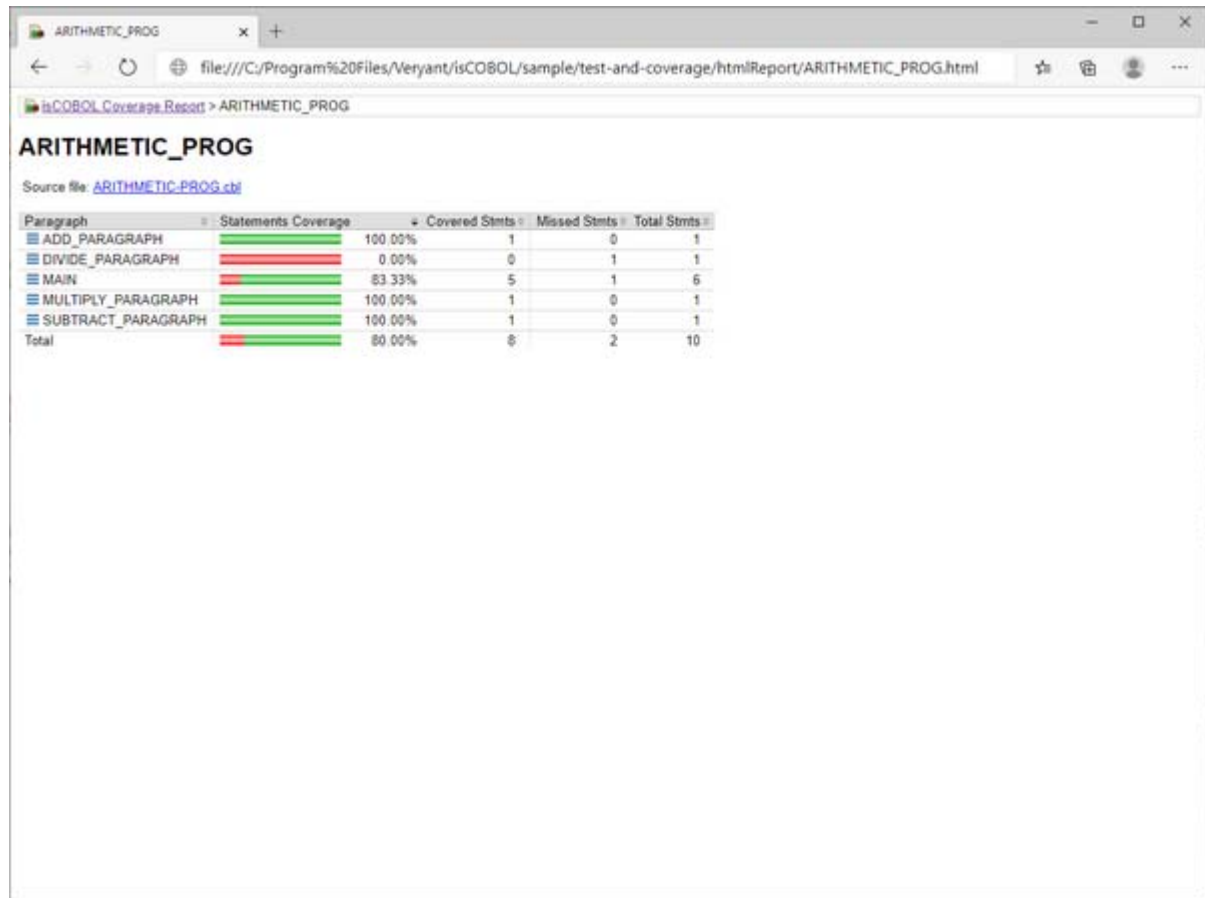 ARITHMETIC_PROG
file:///C:/Program%20Files/Veryant/isCOBOL/sample/test-and-coverage/htmlReport/ARITHMETIC_PROG.html
isCOBOL Coverage Report > ARITHMETIC_PROG
ARITHMETIC_PROG
Source file: ARITHMETIC-PROG.cbl
Paragraph Statements Coverage Covered Stmts Missed Stmts Total Stmts
ADD_PARAGRAPH 100.00% 1 0 1
DIVIDE_PARAGRAPH 0.00% 0 1 1
MAIN 83.33% 5 1 6
MULTIPLY_PARAGRAPH 100.00% 1 0 1
SUBTRACT_PARAGRAPH 100.00% 1 0 1
Total 80.00% 8 2 10